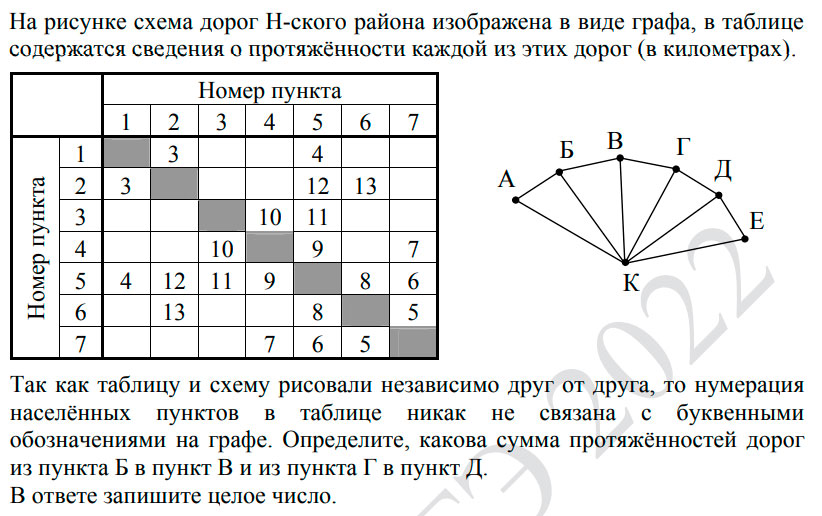 На рисунке схема дорог Н-ского района изображена в виде графа, в таблице
содержатся сведения о протяжённости каждой из этих дорог (в километрах).
Номер пункта
1 2 3 4 5 6 7
Номер пункта
1 3 4
2 3 12 13
3 10 11
4 10 9 7
5 4 12 11 9 8 6
6 13 8 5
7 7 6 5
А Б В Г Д Е К
Так как таблицу и схему рисовали независимо друг от друга, то нумерация
населённых пунктов в таблице никак не связана с буквенными
обозначениями на графе. Определите, какова сумма протяжённостей дорог
из пункта Б в пункт В и из пункта Г в пункт Д.
В ответе запишите целое число.
ГЭ 2022